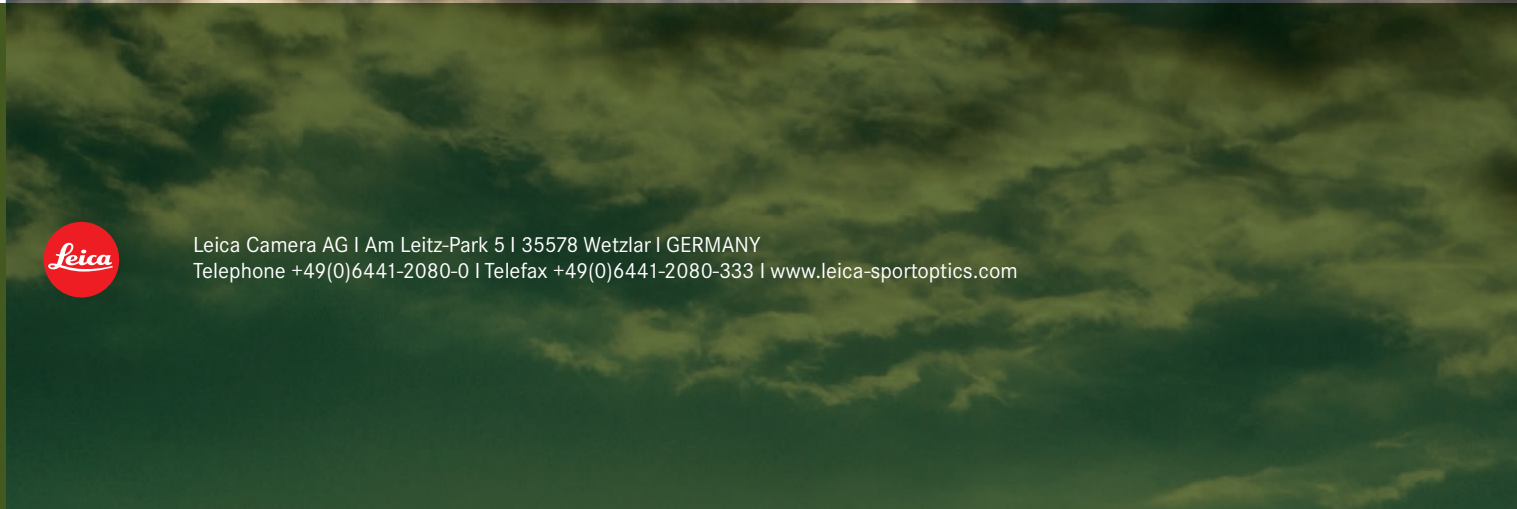 Leica
Leica Camera AG | Am Leitz-Park 5 | 35578 Wetzlar | GERMANY
Telephone +49(0)6441-2080-0 | Telefax +49(0)6441-2080-333 | www.leica-sportoptics.com